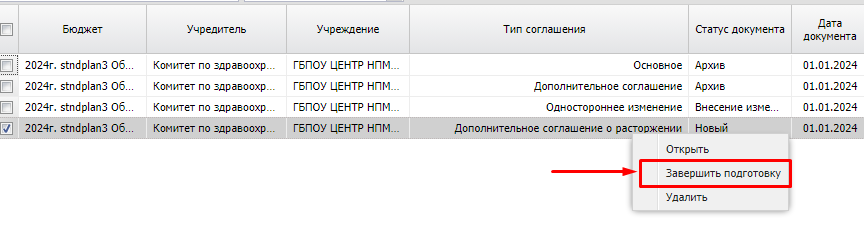 Бюджет Учредитель Учреждение Тип соглашения Статус документа Дата документа
2024г. stndplan3 Об... Комитет по здравоохр... ГБПОУ ЦЕНТР НПМ... Основное Архив 01.01.2024
2024г. stndplan3 Об... Комитет по здравоохр... ГБПОУ ЦЕНТР НПМ... Дополнительное соглашение Архив 01.01.2024
2024г. stndplan3 Об... Комитет по здравоохр... ГБПОУ ЦЕНТР НПМ... Одностороннее изменение Внесение изме... 01.01.2024
2024г. stndplan3 Об... Комитет по здравоохр... ГБПОУ ЦЕНТР НПМ... Дополнительное соглашение о расторжении Новый 01.01.2024
Открыть
Завершить подготовку
Удалить